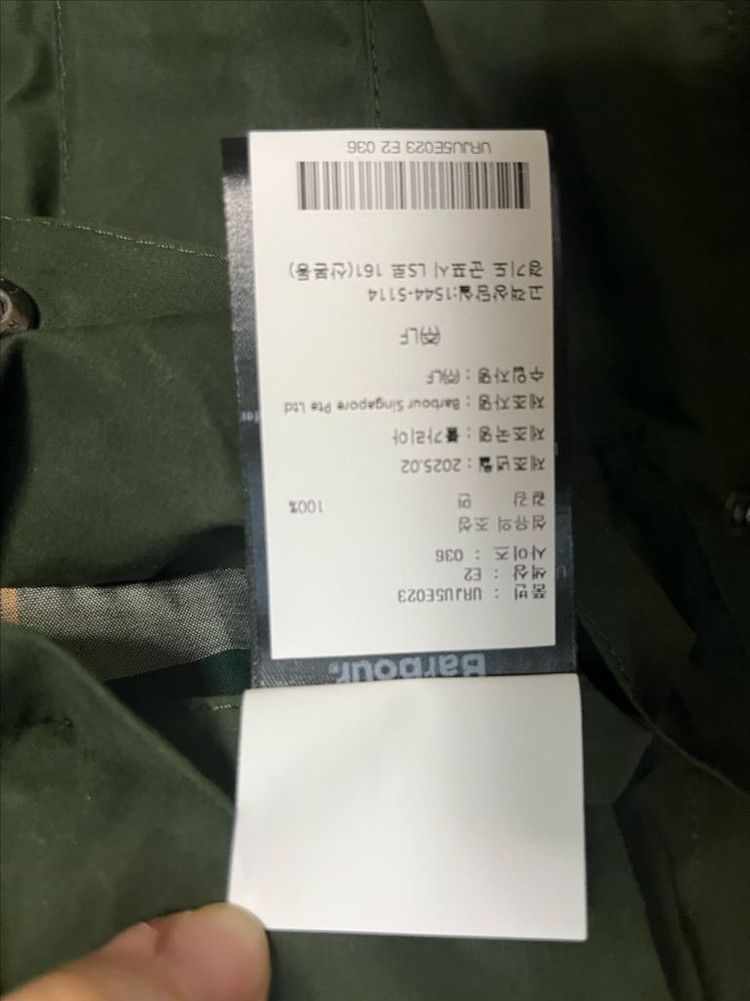 Barbour.
품 번 : URJU5E023
색상 : E2
사이즈 : 036
섬유의 조성
겉감 면 100%
제조년월 : 2025.02
제조국명 : 불가리아
제조자명 : Barbour Singapore Pte Ltd
수입자명 : ㈜LF
㈜LF
고객상담실:1544-5114
경기도 군포시 LS로 161(산본동)
URJU5E023 E2 036